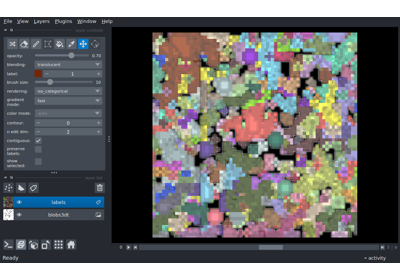 File View Layers Plugins Window Help
opacity: 0.70
blending: translucent
label: 1
brush size: 10
rendering: iso_categorical
gradient mode: fast
color mode:
contour: 0
n edit dim: 2
contiguous:
preserve labels:
show selected:
labels
blobs3dt
Ready
activity